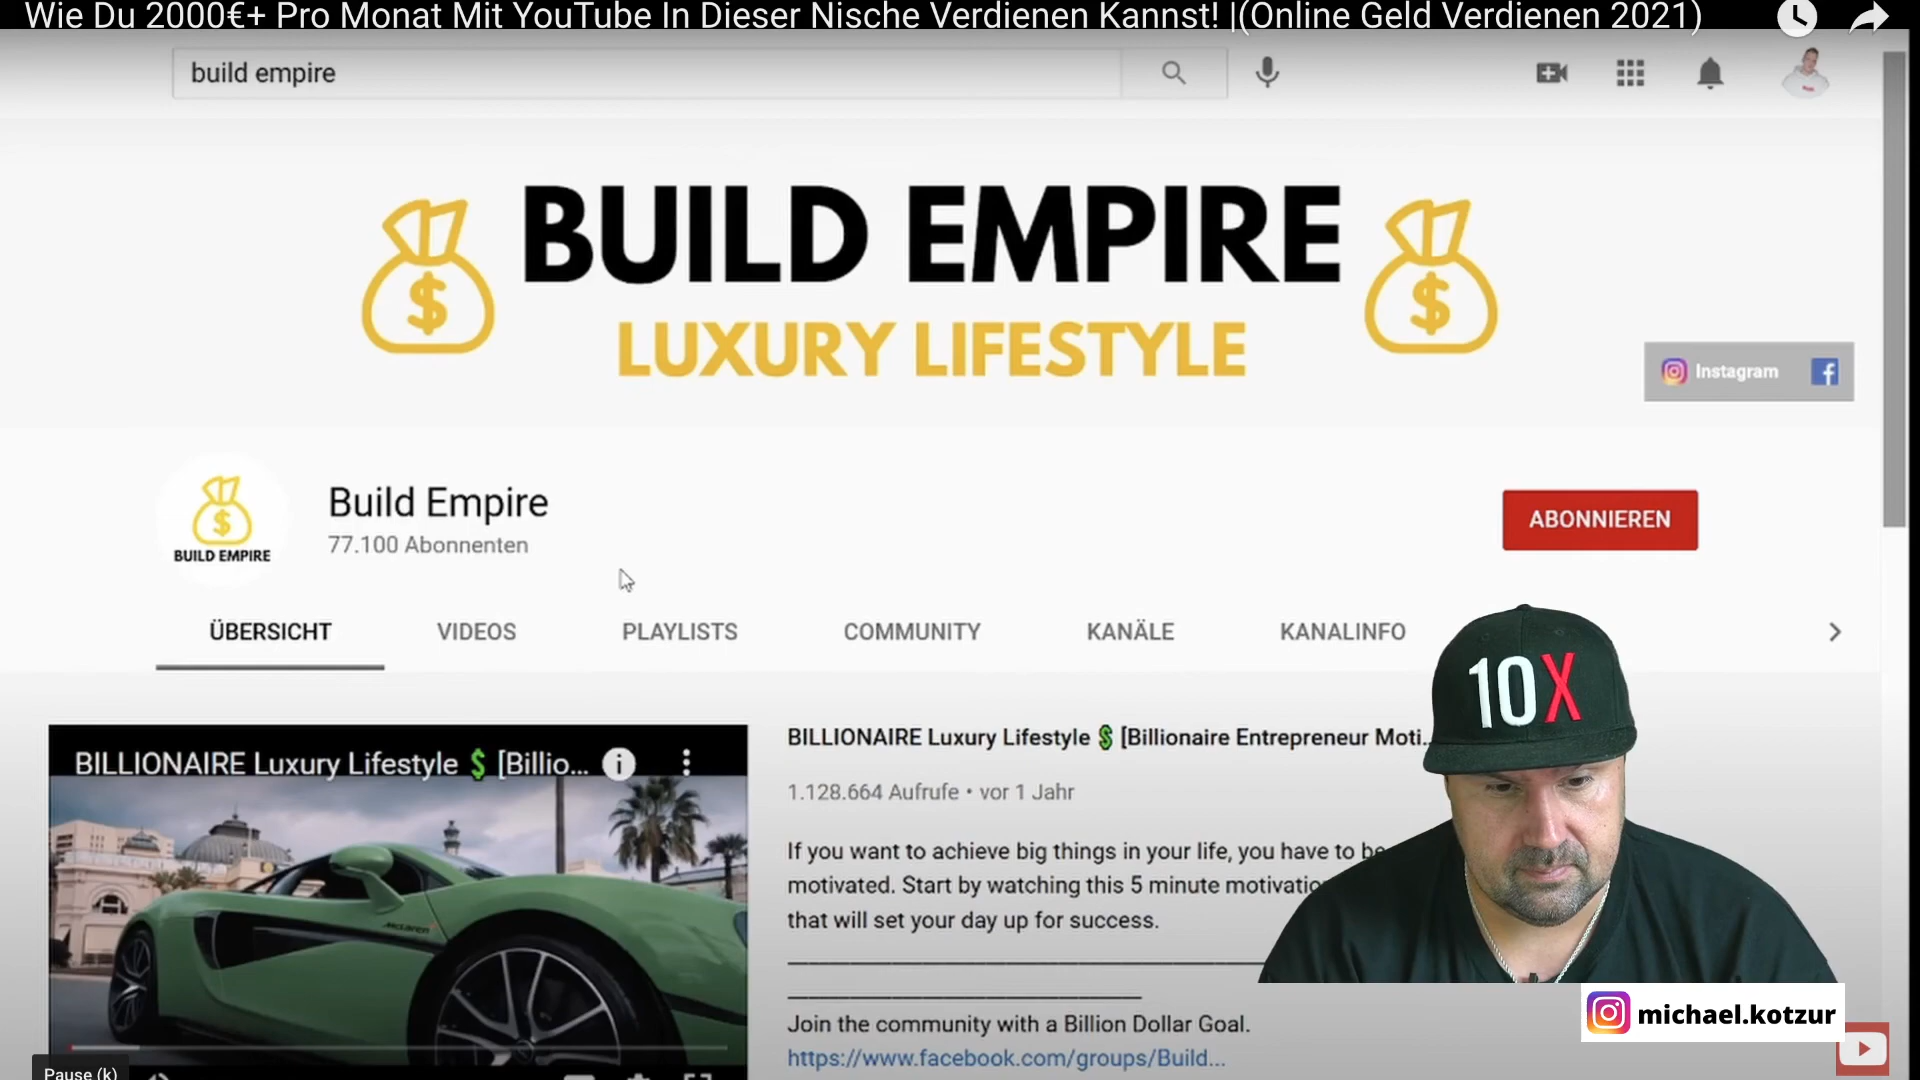 Wie Du 2000€+ Pro Monat Mit YouTube In Dieser Nische Verdienen Kannst! |(Online Geld Verdienen 2021)
build empire
BUILD EMPIRE
LUXURY LIFESTYLE
Instagram
BUILD EMPIRE
Build Empire
77.100 Abonnenten
ABONNIEREN
ÜBERSICHT VIDEOS PLAYLISTS COMMUNITY KANÄLE KANALINFO
10X
BILLIONAIRE Luxury Lifestyle 💲 [Billio...
McLaren
BILLIONAIRE Luxury Lifestyle 💲 [Billionaire Entrepreneur Moti...
1.128.664 Aufrufe • vor 1 Jahr
If you want to achieve big things in your life, you have to be
motivated. Start by watching this 5 minute
that will set your day up for success.
Join the community with a Billion Dollar Goal.
https://www.facebook.com/groups/Build...
michael.kotzur
Pause (k)